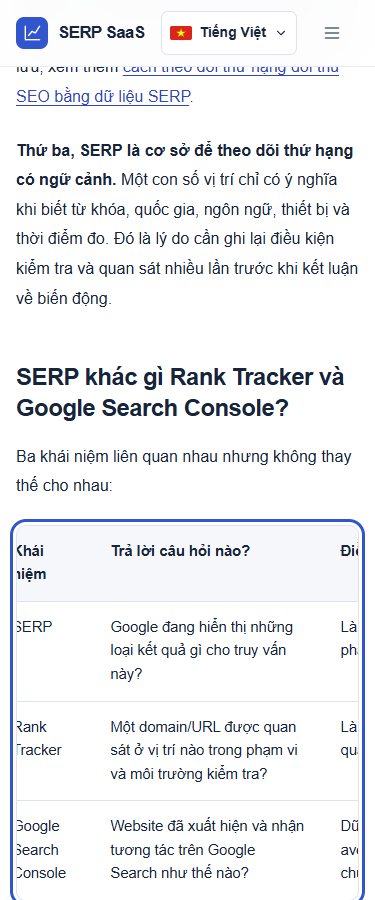 SERP SaaS
Tiếng Việt
SEO bằng dữ liệu SERP.
Thứ ba, SERP là cơ sở để theo dõi thứ hạng
có ngữ cảnh. Một con số vị trí chỉ có ý nghĩa
khi biết từ khóa, quốc gia, ngôn ngữ, thiết bị và
thời điểm đo. Đó là lý do cần ghi lại điều kiện
kiểm tra và quan sát nhiều lần trước khi kết luận
về biến động.
SERP khác gì Rank Tracker và
Google Search Console?
Ba khái niệm liên quan nhau nhưng không thay
thế cho nhau:
Khái
niệm
Trả lời câu hỏi nào?
SERP
Google đang hiển thị những
loại kết quả gì cho truy vấn
này?
Là
Rank
Tracker
Một domain/URL được quan
sát ở vị trí nào trong phạm vi
và môi trường kiểm tra?
Là
Google
Search
Console
Website đã xuất hiện và nhận
tương tác trên Google
Search như thế nào?